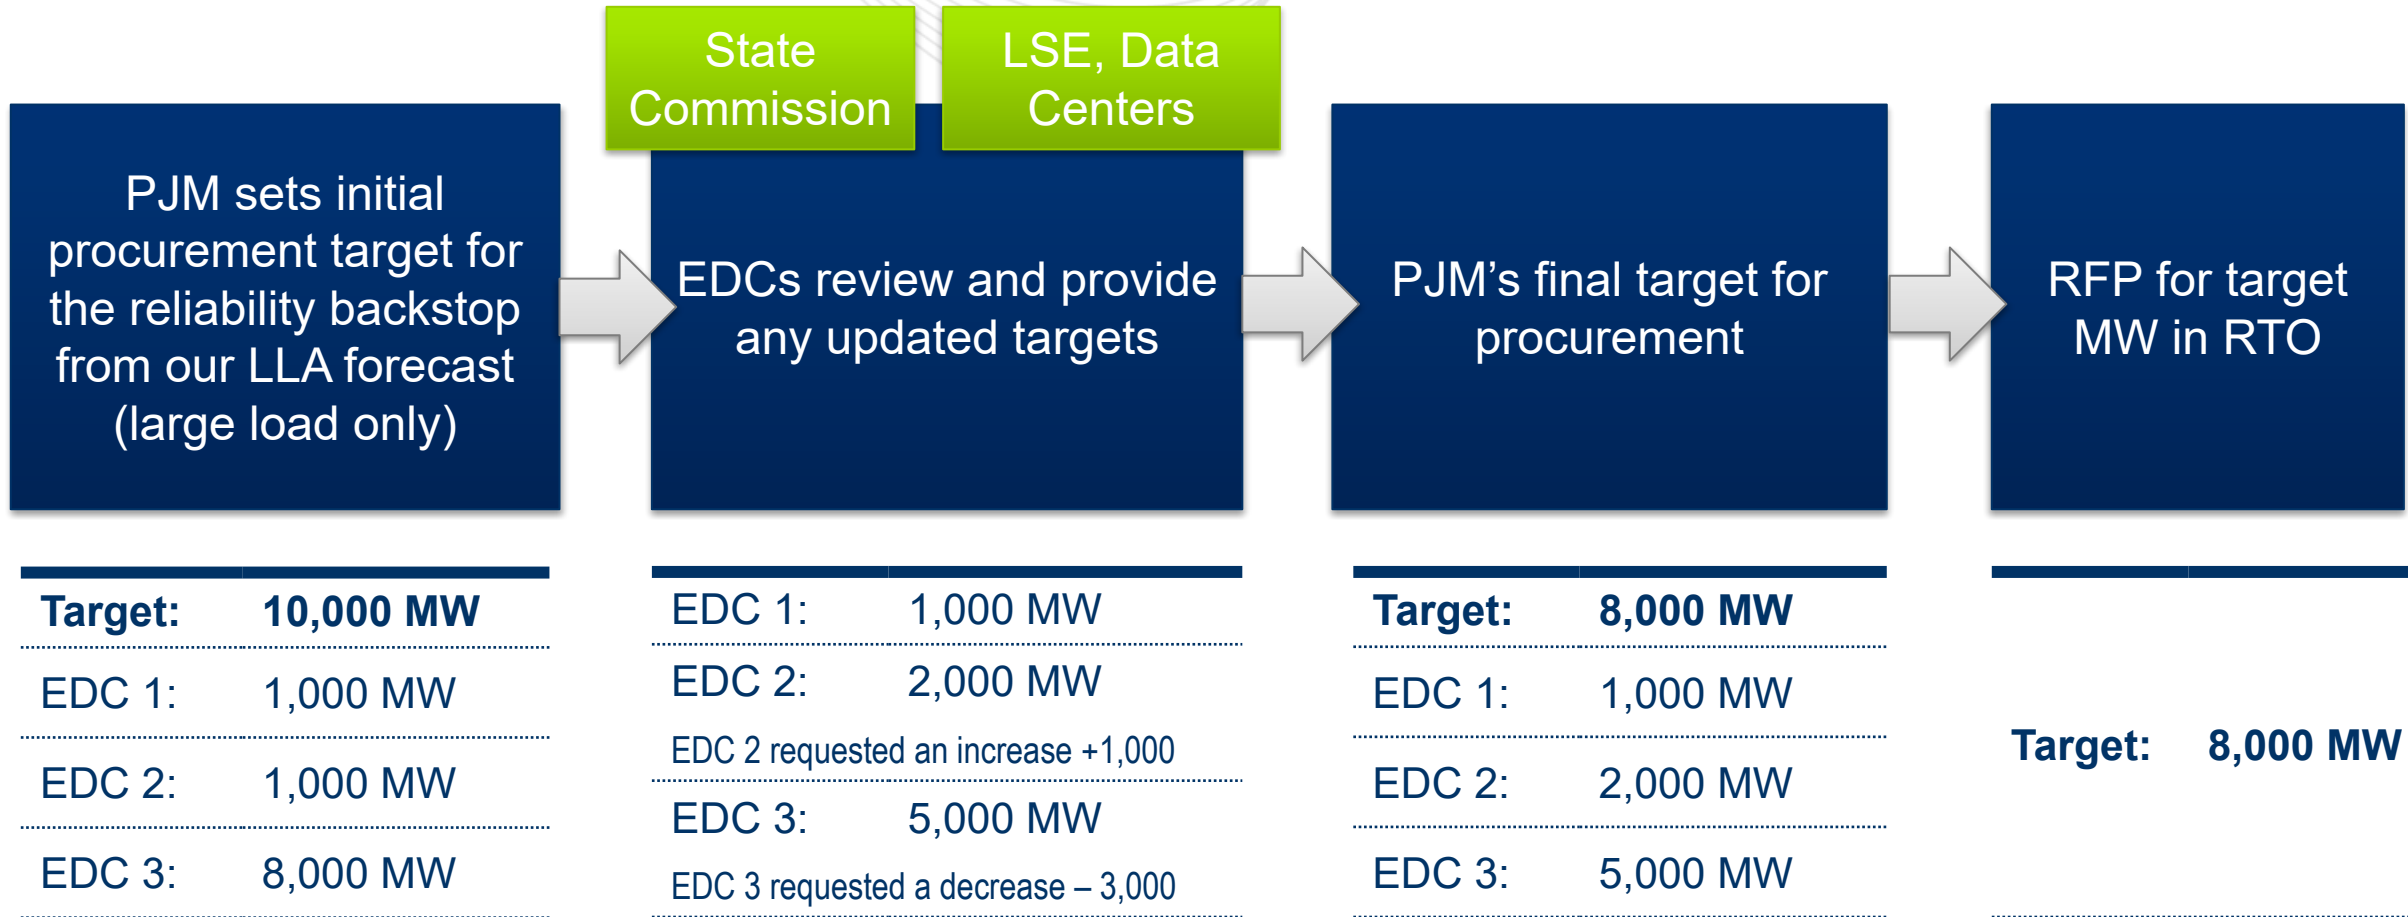 State
Commission
LSE, Data
Centers
PJM sets initial
procurement target for
the reliability backstop
from our LLA forecast
(large load only)
EDCs review and provide
any updated targets
PJM’s final target for
procurement
RFP for target
MW in RTO
Target: 10,000 MW
EDC 1: 1,000 MW
EDC 2: 1,000 MW
EDC 3: 8,000 MW
EDC 1: 1,000 MW
EDC 2: 2,000 MW
EDC 2 requested an increase +1,000
EDC 3: 5,000 MW
EDC 3 requested a decrease – 3,000
Target: 8,000 MW
EDC 1: 1,000 MW
EDC 2: 2,000 MW
EDC 3: 5,000 MW
Target: 8,000 MW